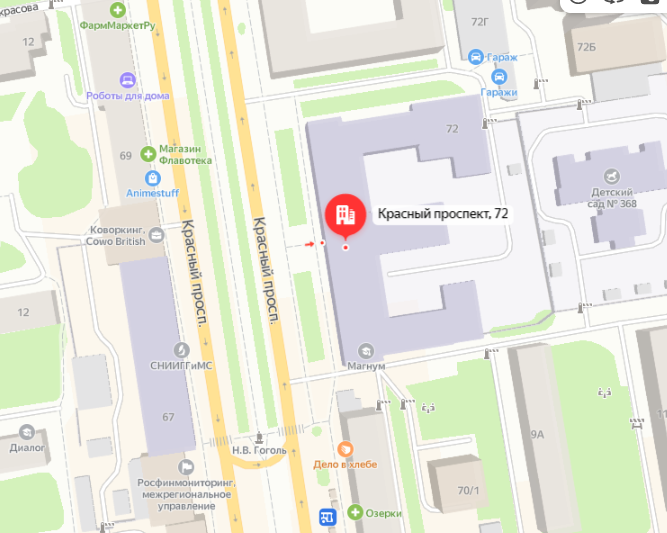 красова
12
ФармМаркетРу
72Г
72Б
Гараж
Гаражи
Роботы для дома
69
Магазин
Флавотека
Animestuff
72
Детский
сад № 368
Красный проспект, 72
Коворкинг,
Cowo British
Красный просп.
Красный просп.
12
СНИИГГиМС
Магнум
67
9А
Диалог
Н.В. Гоголь
Дело в хлебе
Росфинмониторинг,
межрегиональное
управление
70/1
Озерки